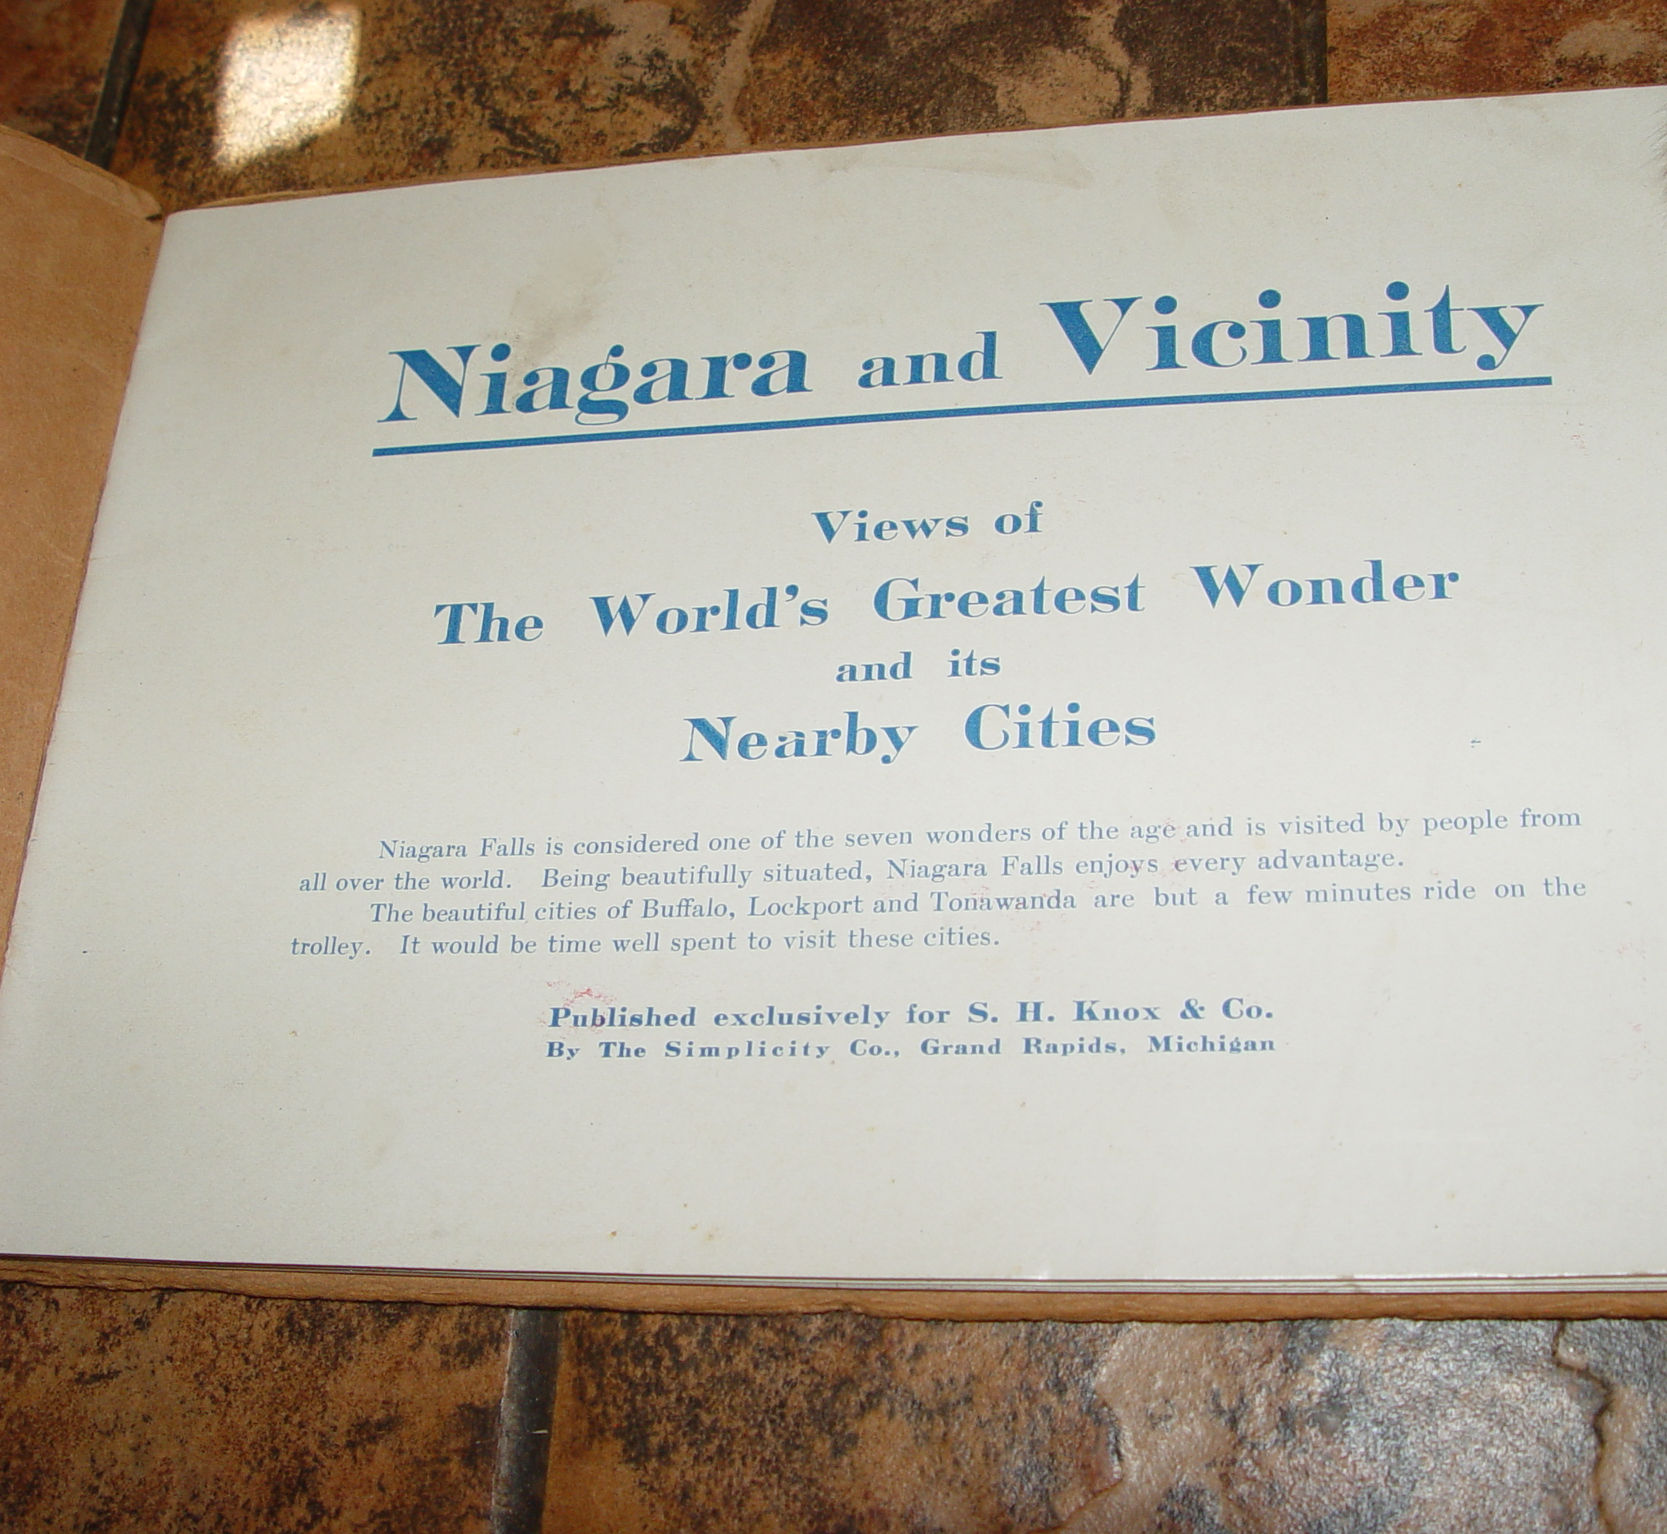 Niagara and Vicinity
Views of
The World's Greatest Wonder
and its
Nearby Cities
Niagara Falls is considered one of the seven wonders of the age and is visited by people from
all over the world. Being beautifully situated, Niagara Falls enjoys every advantage.
The beautiful cities of Buffalo, Lockport and Tonawanda are but a few minutes ride on the
trolley. It would be time well spent to visit these cities.
Published exclusively for S. H. Knox & Co.
By The Simplicity Co., Grand Rapids, Michigan